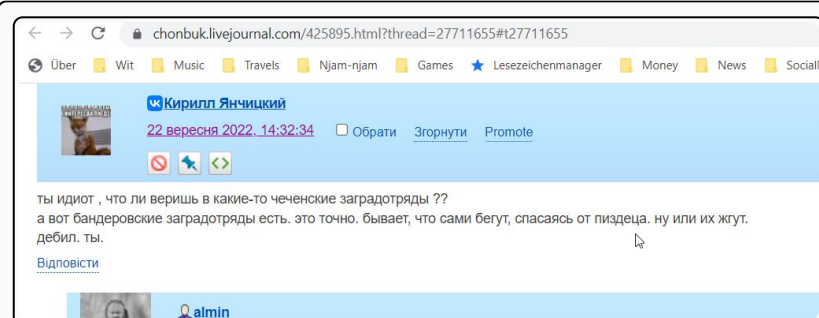 chonbuk.livejournal.com/425895.html?thread=27711655#t27711655
Über Wit Music Travels Njam-njam Games Lesezeichenmanager Money News Social
Кирилл Янчицкий
22 вересня 2022, 14:32:34 Обрати Згорнути Promote
ты идиот , что ли веришь в какие-то чеченские заградотряды ??
а вот бандеровские заградотряды есть. это точно. бывает, что сами бегут, спасаясь от пиздеца. ну или их жгут.
дебил. ты.
Відповісти
almin